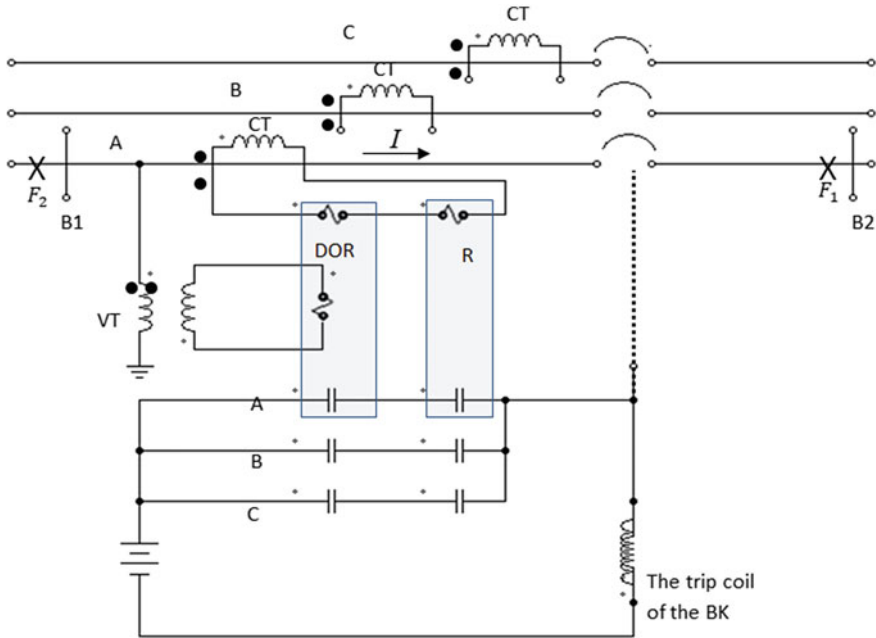 CT
C
CT
B
CT
A
I
F₂
F₁
B1
B2
DOR
R
VT
A
B
C
The trip coil
of the BK